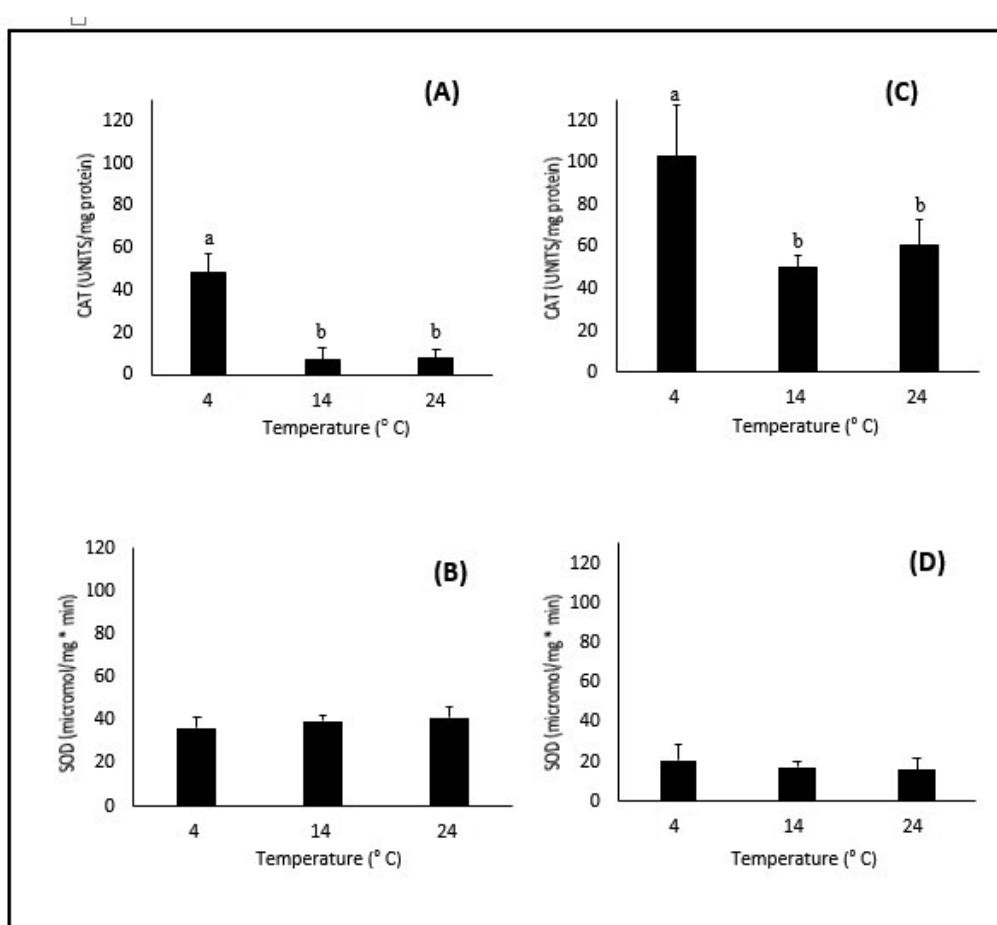 (A)
120
100
80
60
40
20
0
CAT (UNITS/mg protein)
a
b
b
4 14 24
Temperature (° C)
(C)
120
100
80
60
40
20
0
CAT (UNITS/mg protein)
a
b
b
4 14 24
Temperature (° C)
(B)
120
100
80
60
40
20
0
SOD (micromol/mg * min)
4 14 24
Temperature (° C)
(D)
120
100
80
60
40
20
0
SOD (micromol/mg * min)
4 14 24
Temperature (° C)